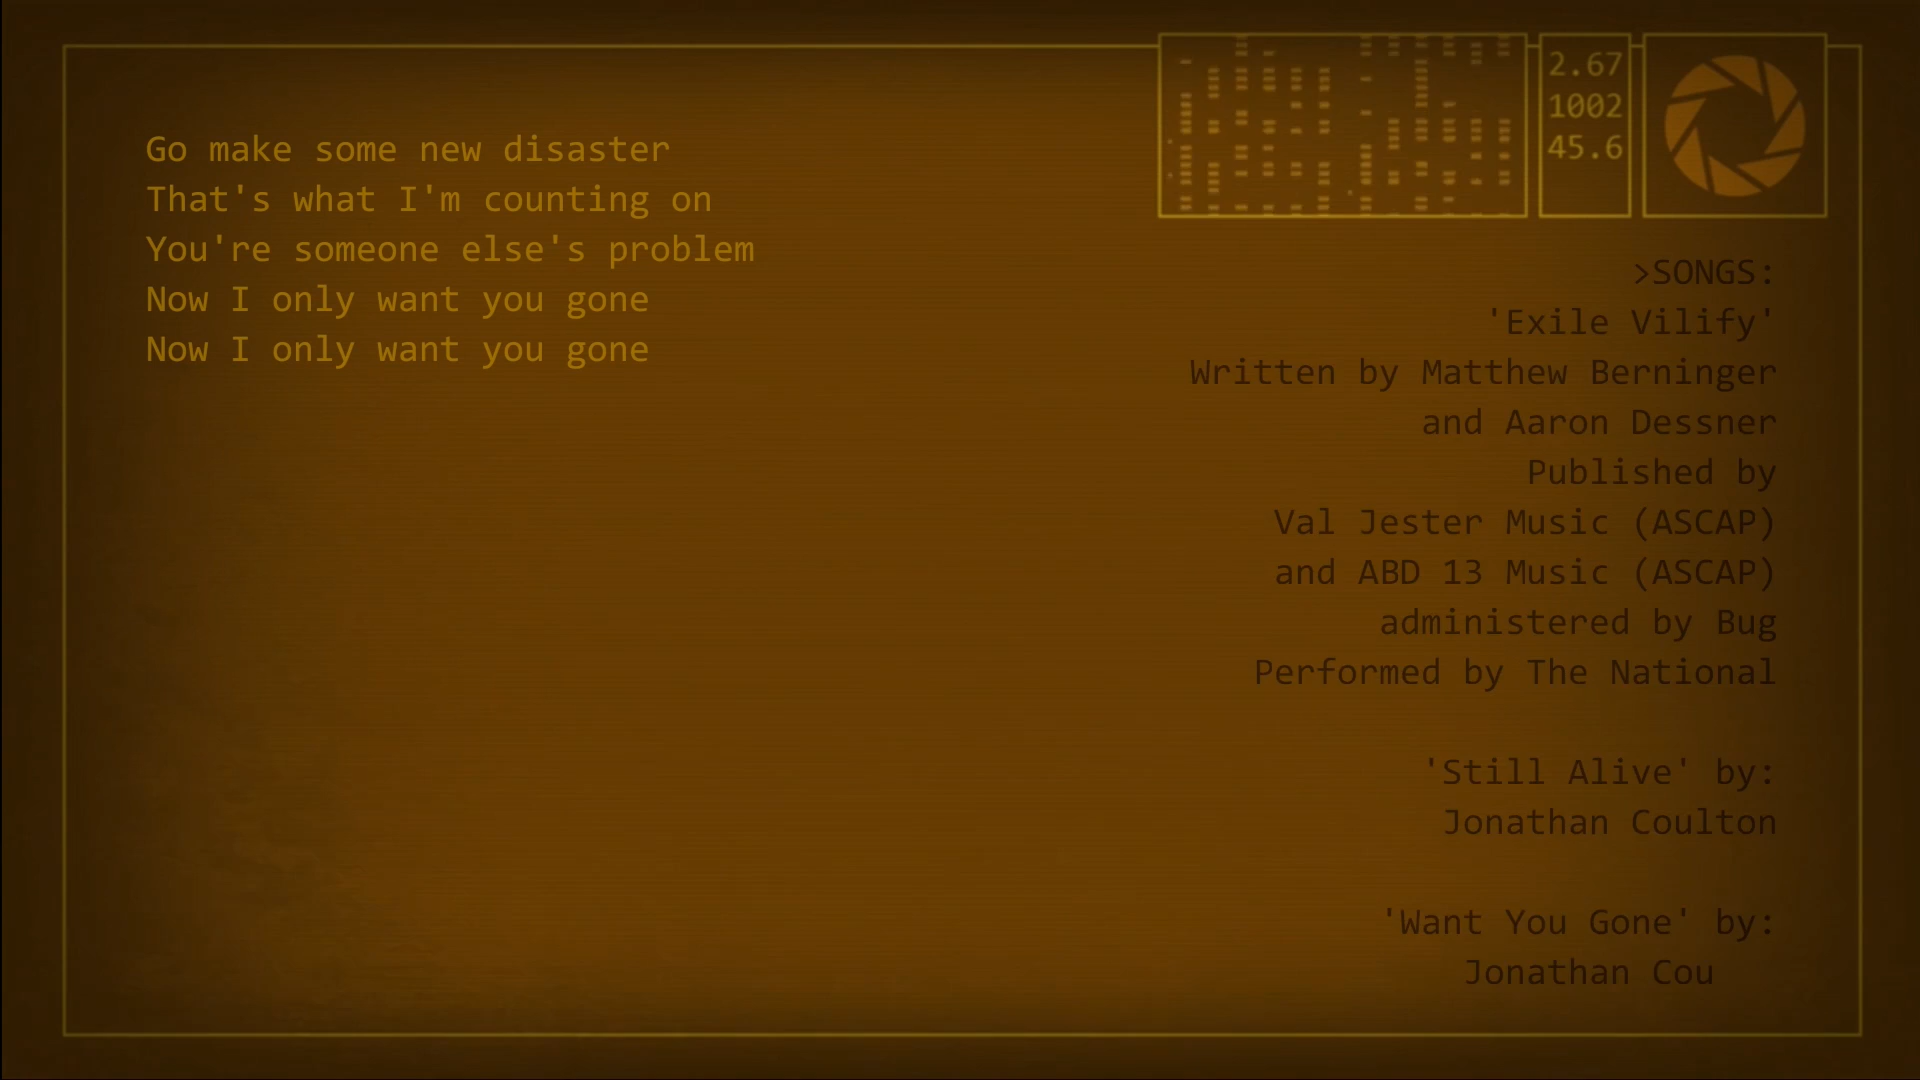 Go make some new disaster
That's what I'm counting on
You're someone else's problem
Now I only want you gone
Now I only want you gone
2.67
1002
45.6
>SONGS:
'Exile Vilify'
Written by Matthew Berninger
and Aaron Dessner
Published by
Val Jester Music (ASCAP)
and ABD 13 Music (ASCAP)
administered by Bug
Performed by The National
'Still Alive' by:
Jonathan Coulton
'Want You Gone' by:
Jonathan Cou